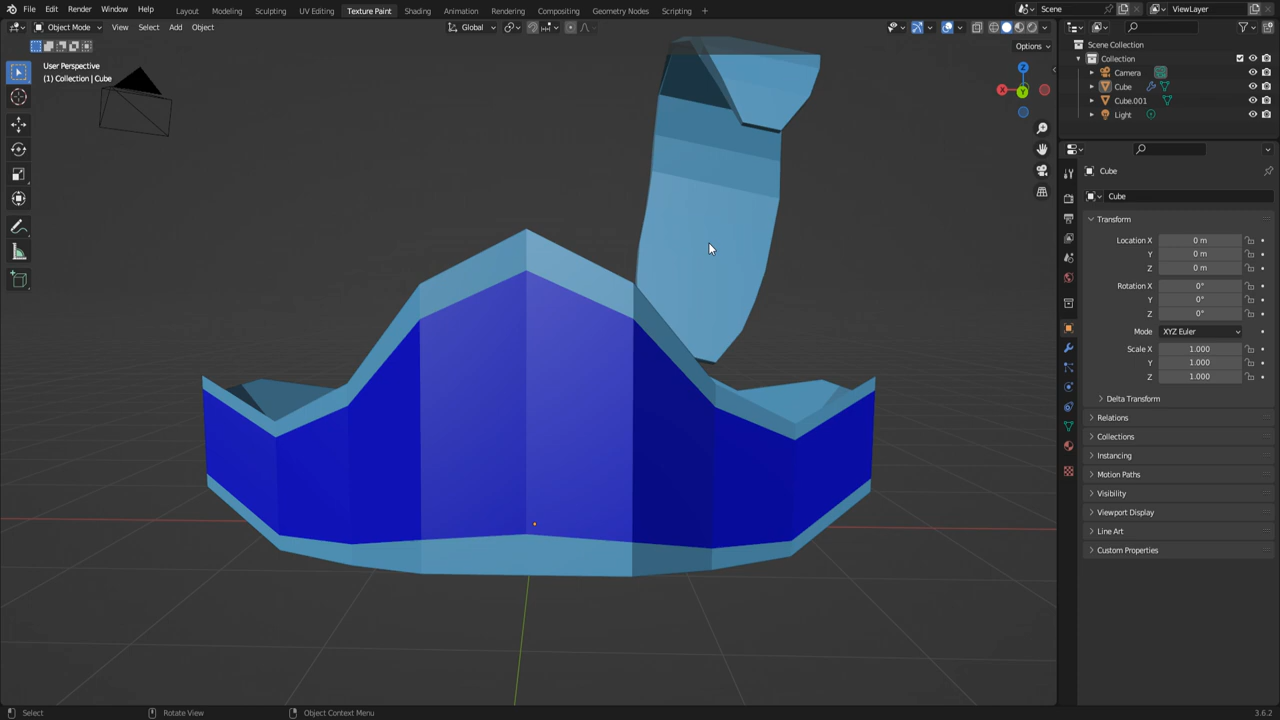 File Edit Render Window Help Layout Modeling Sculpting UV Editing Texture Paint Shading Animation Rendering Compositing Geometry Nodes Scripting + Scene ViewLayer
Object Mode View Select Add Object Global
Options
User Perspective
(1) Collection | Cube
Z
X
Y
Scene Collection
Collection
Camera
Cube
Cube.001
Light
Cube
Cube
Transform
Location X 0 m
Y 0 m
Z 0 m
Rotation X 0°
Y 0°
Z 0°
Mode XYZ Euler
Scale X 1.000
Y 1.000
Z 1.000
Delta Transform
Relations
Collections
Instancing
Motion Paths
Visibility
Viewport Display
Line Art
Custom Properties
Select Rotate View Object Context Menu 3.6.2